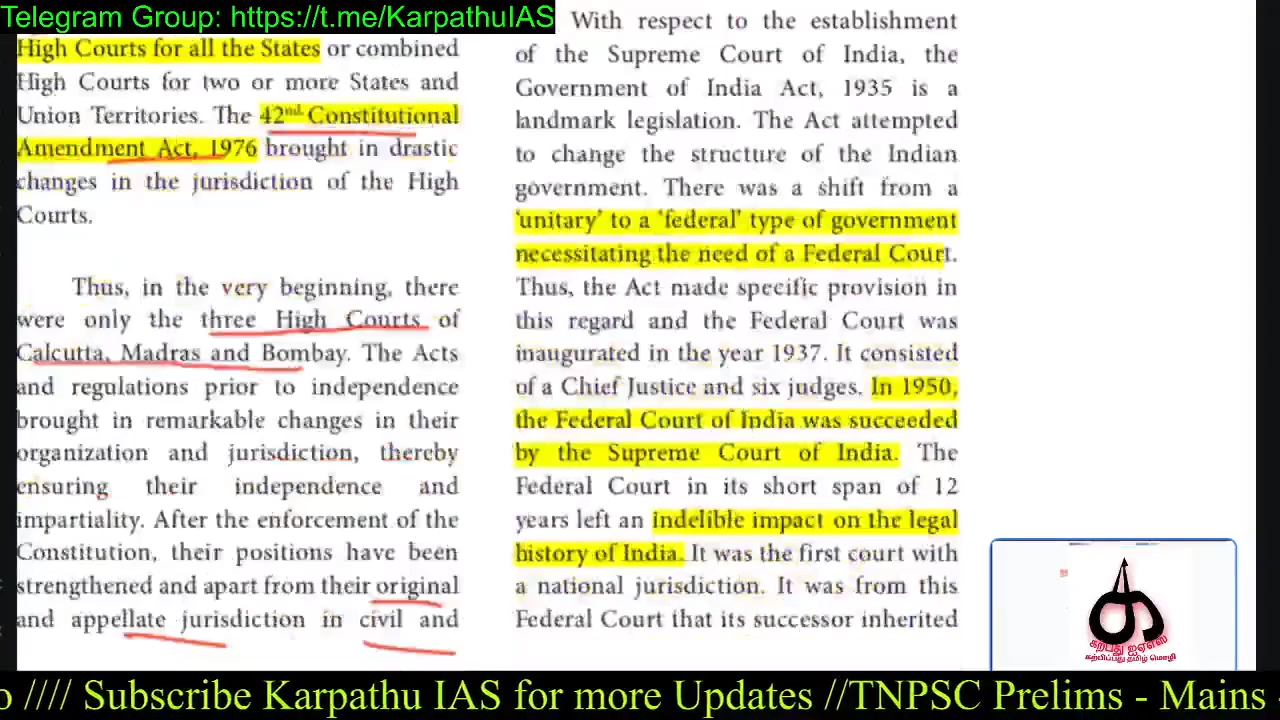 Telegram Group: https://t.me/KarpathuIAS
High Courts for all the States or combined
High Courts for two or more States and
Union Territories. The 42nd Constitutional
Amendment Act, 1976 brought in drastic
changes in the jurisdiction of the High
Courts.
Thus, in the very beginning, there
were only the three High Courts of
Calcutta, Madras and Bombay. The Acts
and regulations prior to independence
brought in remarkable changes in their
organization and jurisdiction, thereby
ensuring their independence and
impartiality. After the enforcement of the
Constitution, their positions have been
strengthened and apart from their original
and appellate jurisdiction in civil and
With respect to the establishment
of the Supreme Court of India, the
Government of India Act, 1935 is a
landmark legislation. The Act attempted
to change the structure of the Indian
government. There was a shift from a
'unitary' to a 'federal' type of government
necessitating the need of a Federal Court.
Thus, the Act made specific provision in
this regard and the Federal Court was
inaugurated in the year 1937. It consisted
of a Chief Justice and six judges. In 1950,
the Federal Court of India was succeeded
by the Supreme Court of India. The
Federal Court in its short span of 12
years left an indelible impact on the legal
history of India. It was the first court with
a national jurisdiction. It was from this
Federal Court that its successor inherited
கற்பது ஐஏஎஸ்
கற்பிப்பது தமிழ் மொழி
o //// Subscribe Karpathu IAS for more Updates //TNPSC Prelims - Mains